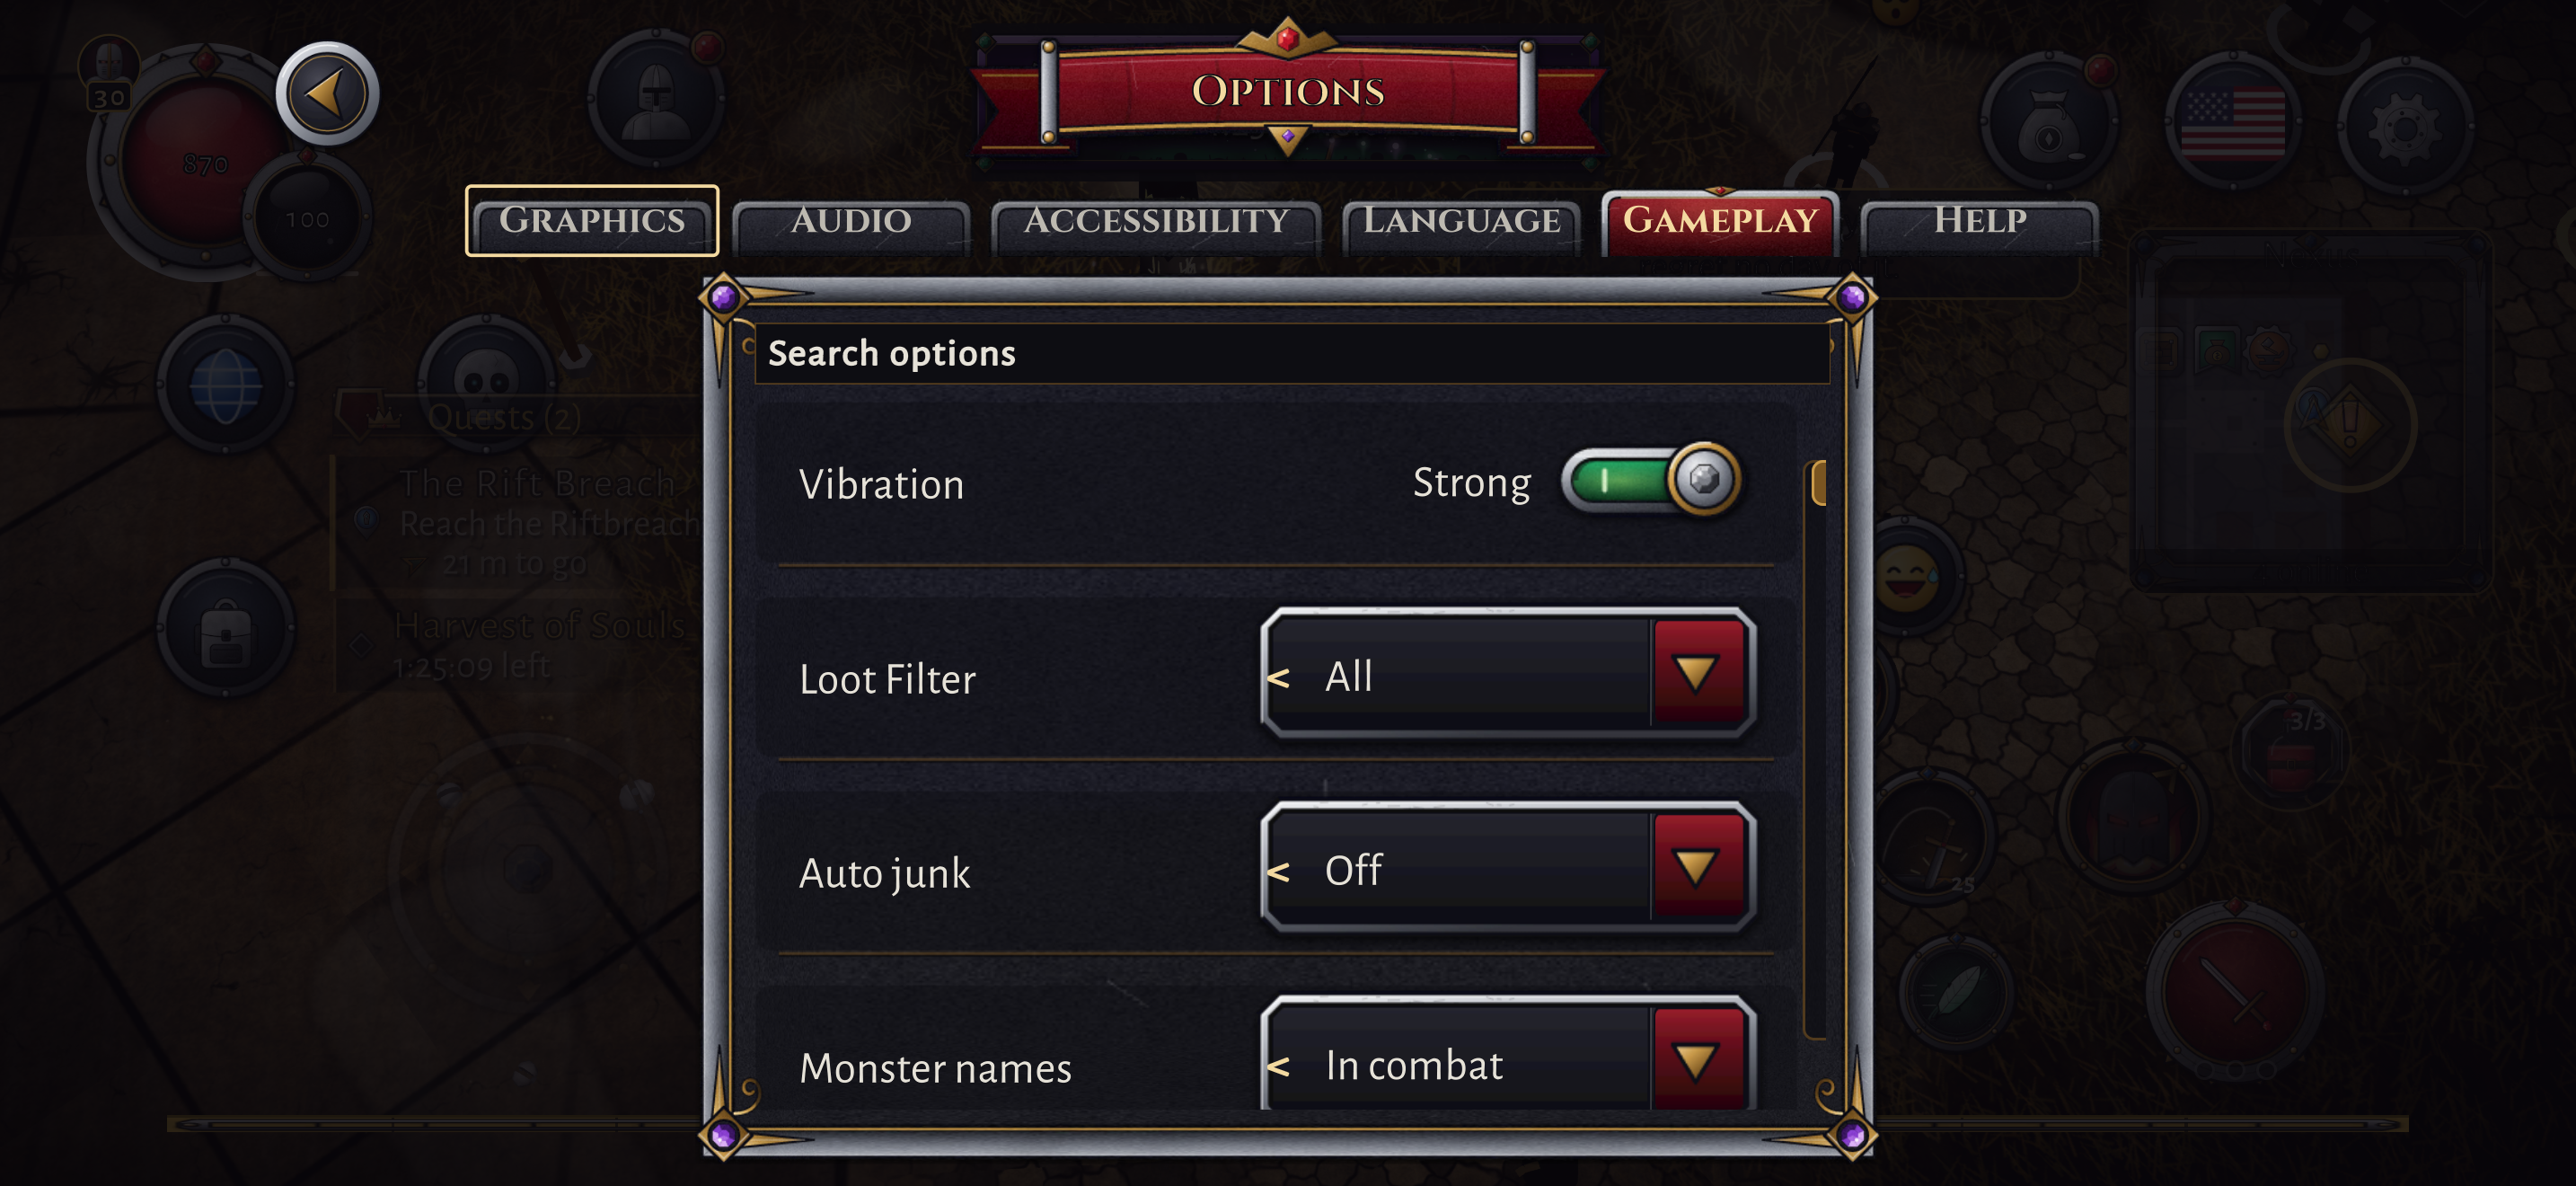 Options
30
870
100
Graphics
Audio
Accessibility
Language
Gameplay
Help
Search options
Quests (2)
The Rift Breach
Reach the Riftbreach
21 m to go
Harvest of Souls
1:25:09 left
Vibration
Strong
Loot Filter
< All
Auto junk
< Off
Monster names
< In combat
3/3
25